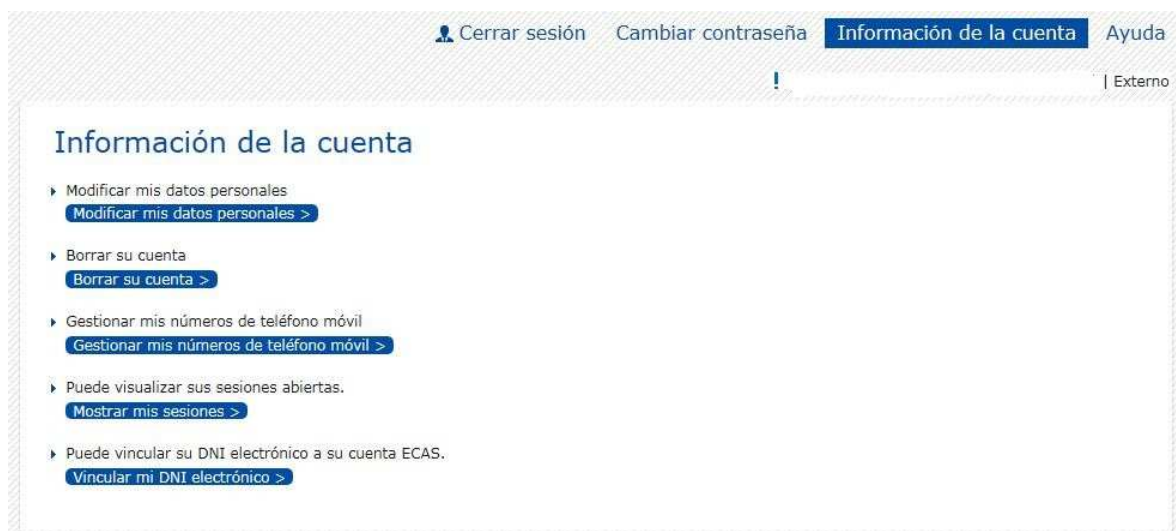 Cerrar sesión Cambiar contraseña Información de la cuenta Ayuda
! | Externo
Información de la cuenta
Modificar mis datos personales
Modificar mis datos personales >
Borrar su cuenta
Borrar su cuenta >
Gestionar mis números de teléfono móvil
Gestionar mis números de teléfono móvil >
Puede visualizar sus sesiones abiertas.
Mostrar mis sesiones >
Puede vincular su DNI electrónico a su cuenta ECAS.
Vincular mi DNI electrónico >